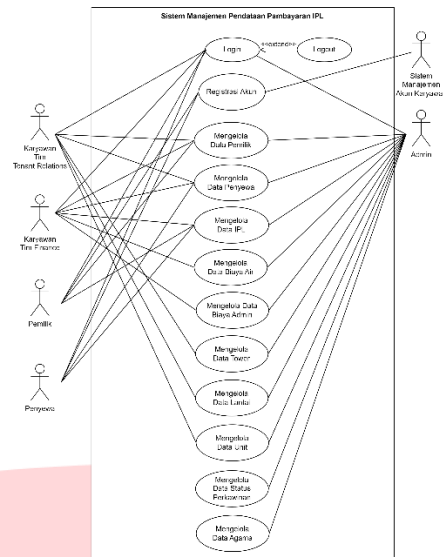 Sistem Manajemen Pendataan Pambayaran IPL
Login
<<extend>>
Logout
Registrasi Akun
Sistem
Manajemen
Akun Karyawan
Karyawan
Tim
Tenant Relations
Mengelola
Data Pemilik
Admin
Mengelola
Data Penyewa
Karyawan
Tim Finance
Mengelola
Data IPL
Mengelola
Data Biaya Air
Pemilik
Mengelola Data
Biaya Admin
Mengelola
Data Tower
Penyewa
Mengelola
Data Lantai
Mengelola
Data Unit
Mengelola
Data Status
Perkawinan
Mengelola
Data Agama